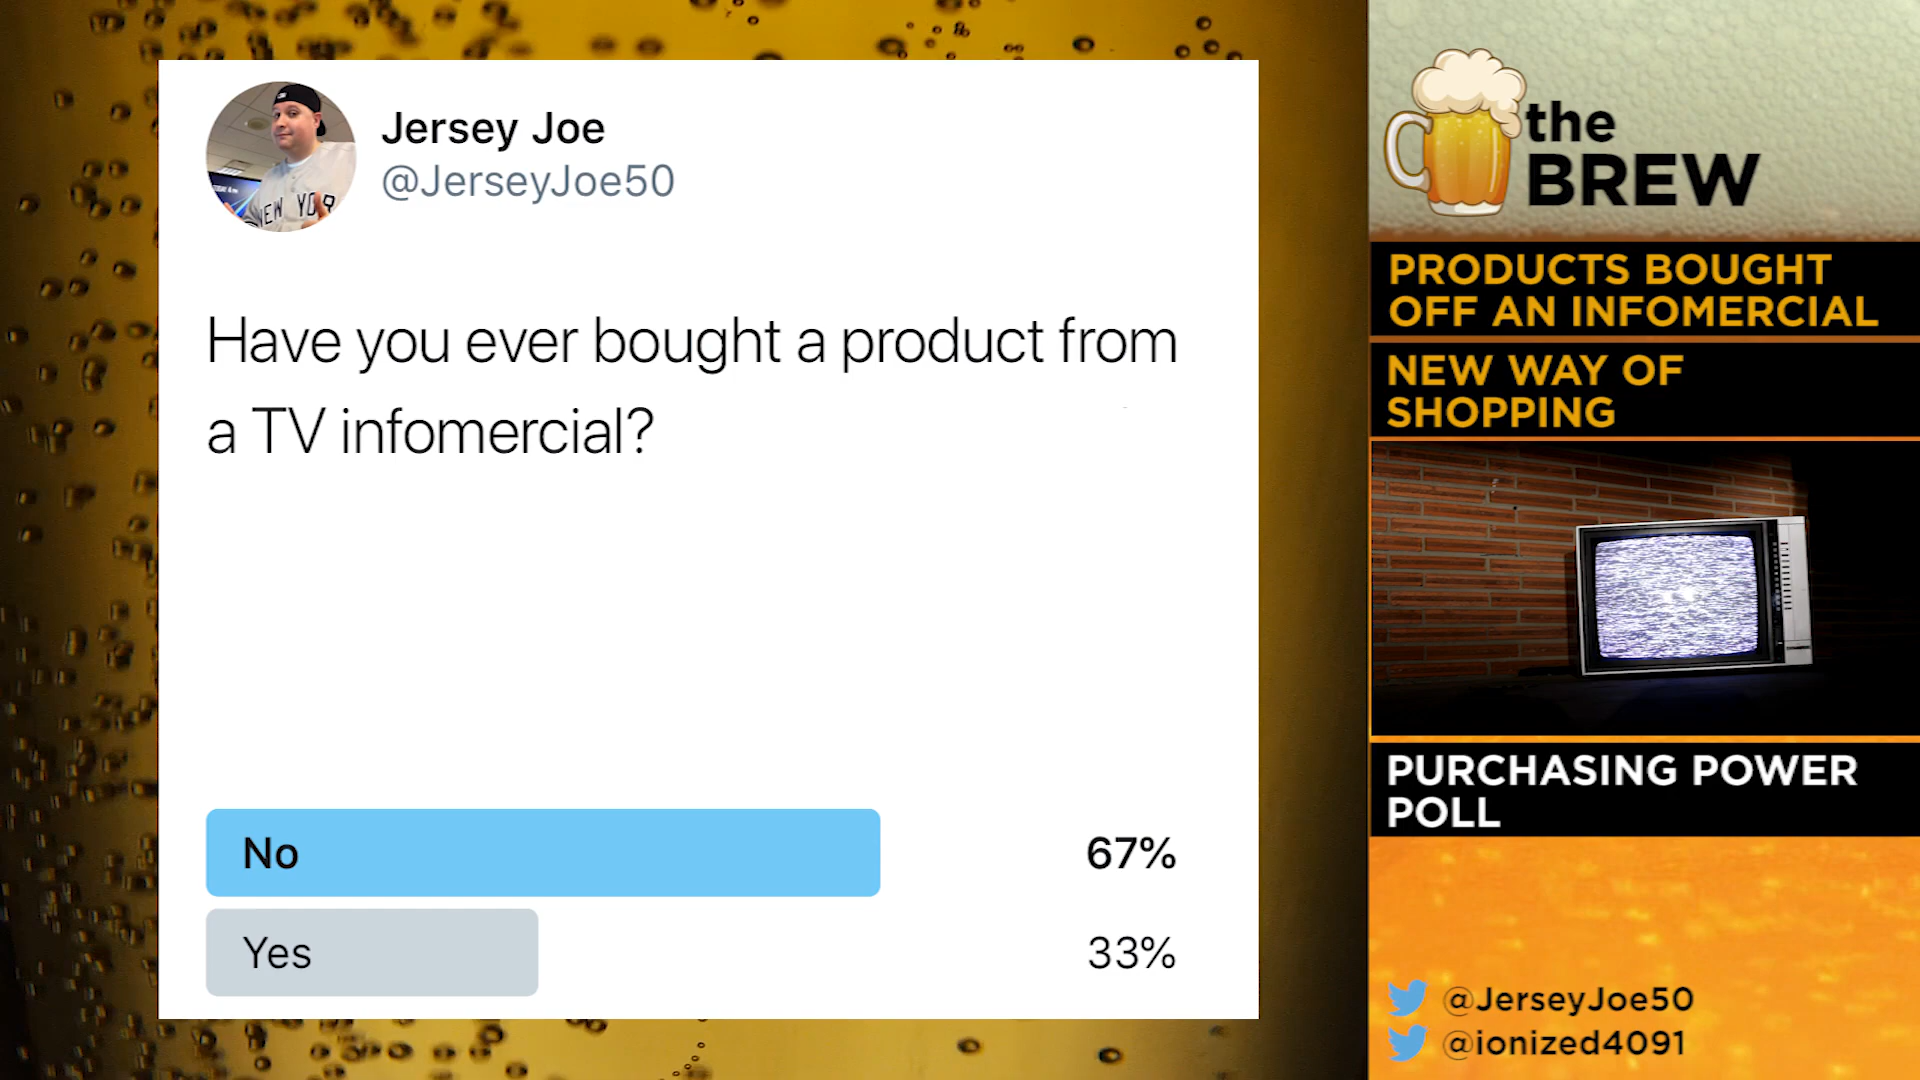 Jersey Joe
@JerseyJoe50
Have you ever bought a product from
a TV infomercial?
No 67%
Yes 33%
the
BREW
PRODUCTS BOUGHT
OFF AN INFOMERCIAL
NEW WAY OF
SHOPPING
PURCHASING POWER
POLL
@JerseyJoe50
@ionized4091